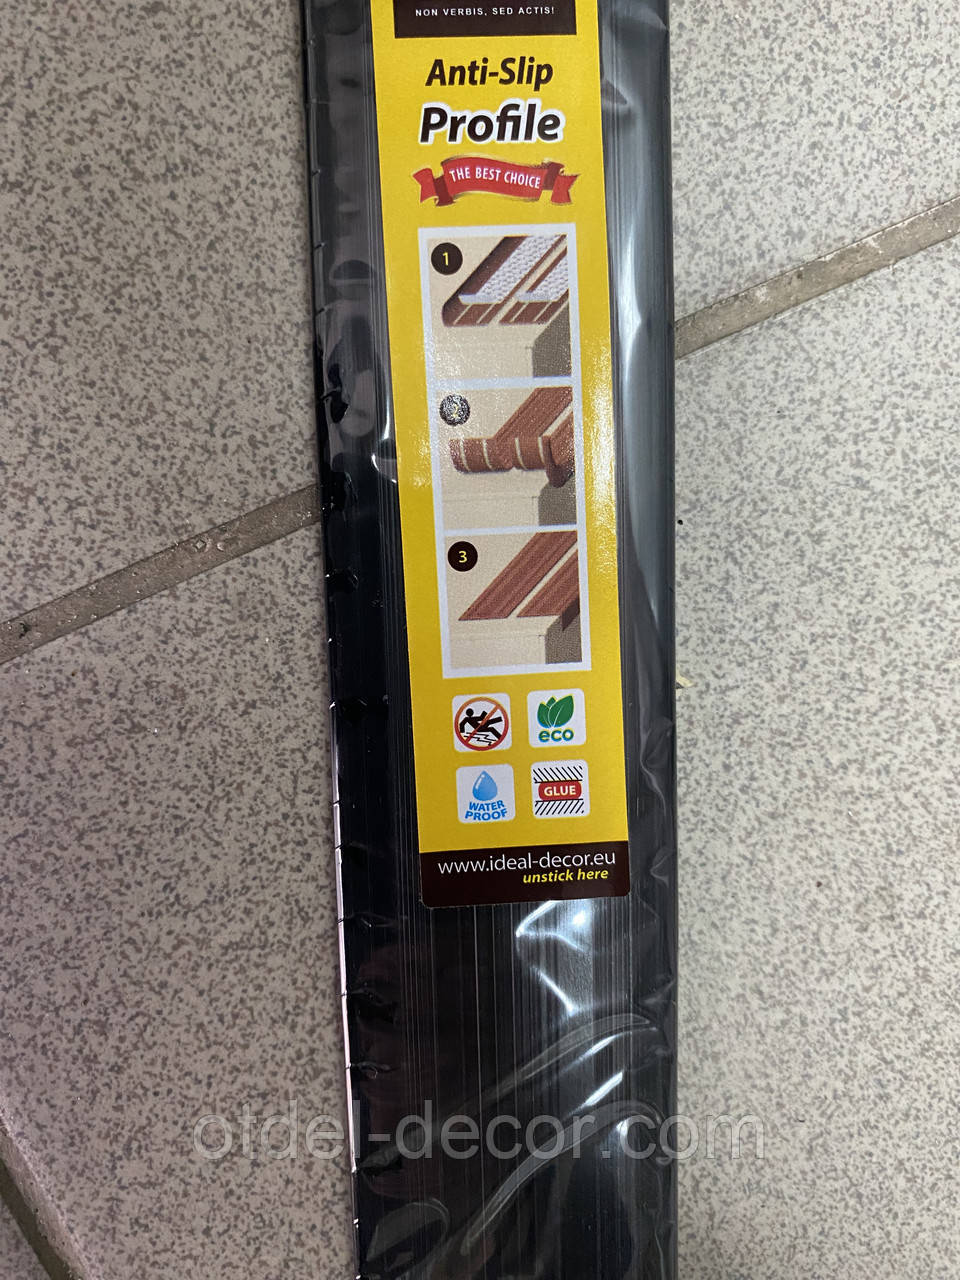 NON VERBIS, SED ACTIS!
Anti-Slip
Profile
THE BEST CHOICE
1
2
3
eco
WATER
PROOF
GLUE
www.ideal-decor.eu
unstick here
otdel-decor.com